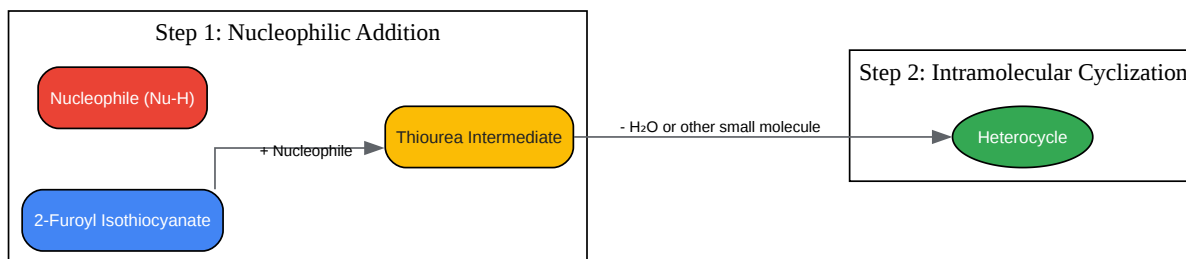 Step 1: Nucleophilic Addition
Nucleophile (Nu-H)
+ Nucleophile
2-Furoyl Isothiocyanate
Thiourea Intermediate
- H₂O or other small molecule
Step 2: Intramolecular Cyclization
Heterocycle